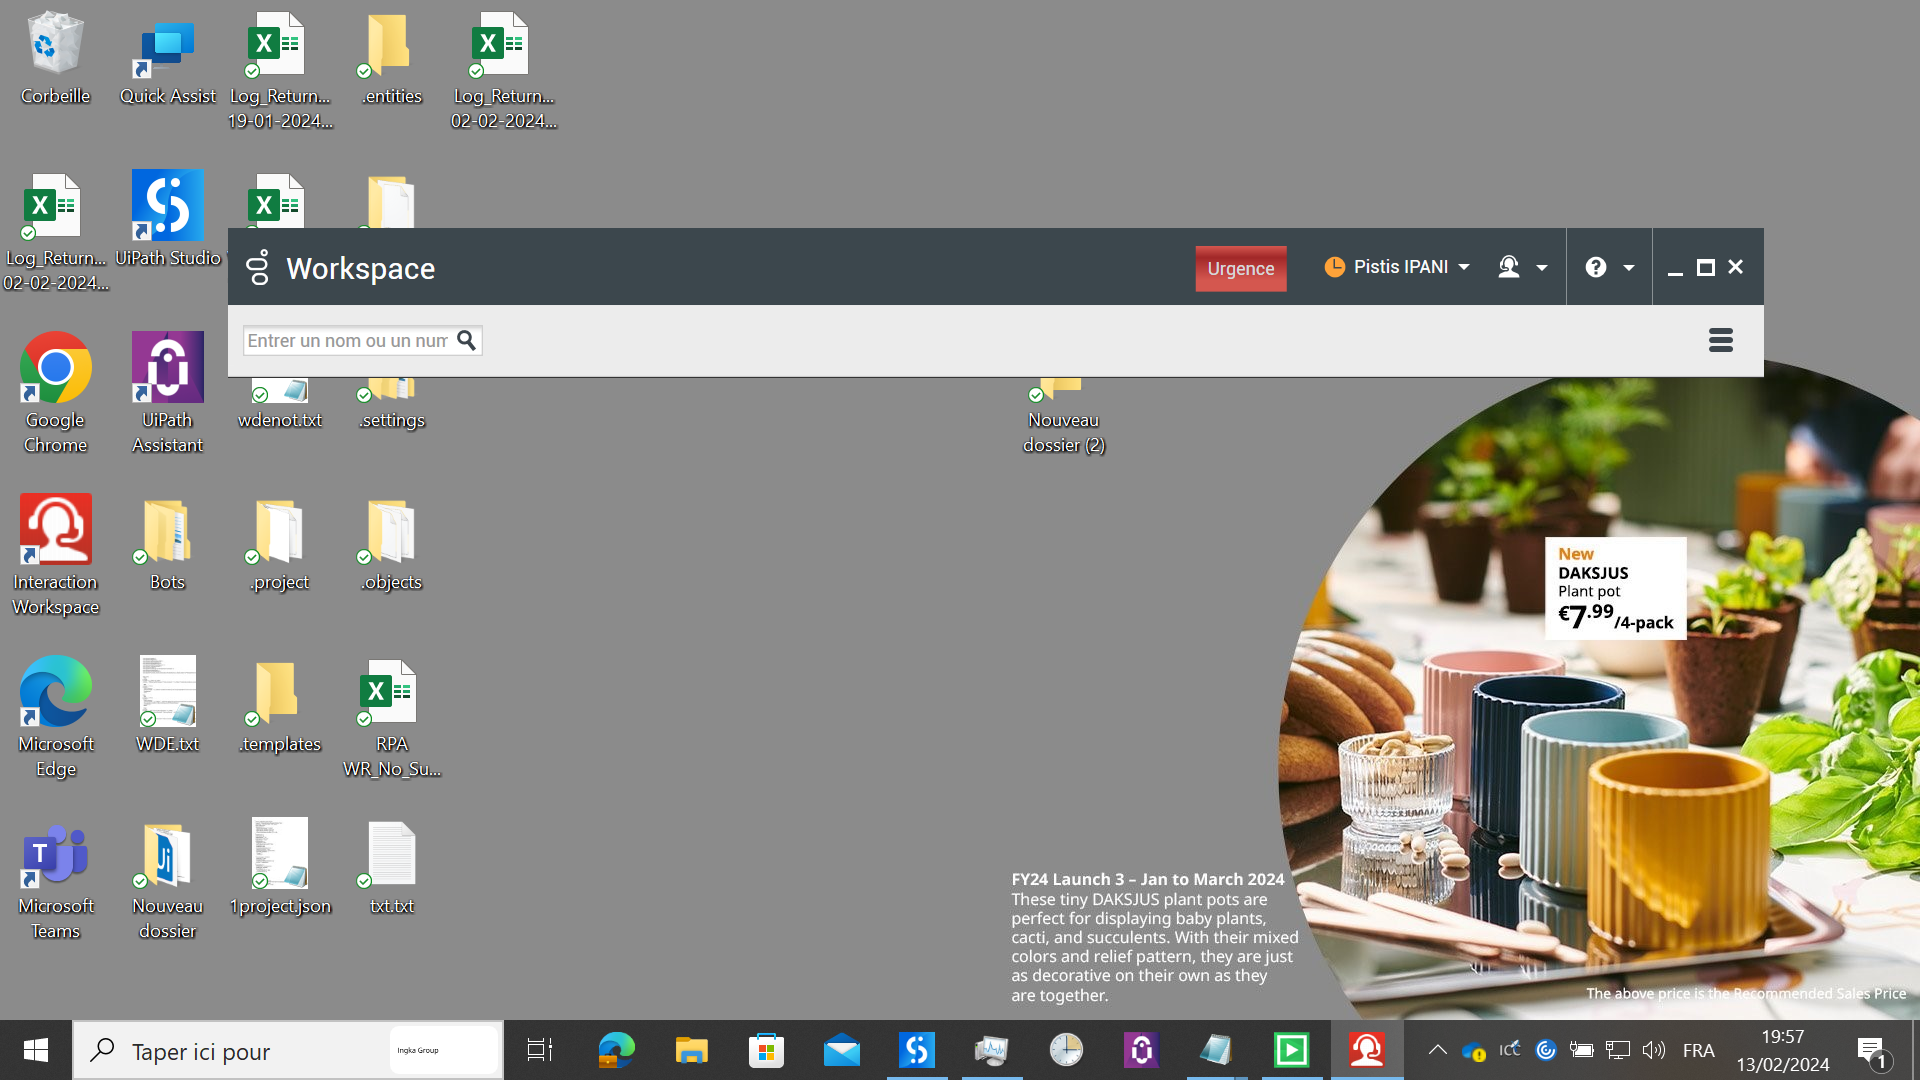 Corbeille
Quick Assist
Log_Return...
19-01-2024...
.entities
Log_Return...
02-02-2024...
Log_Return...
02-02-2024...
UiPath Studio
Workspace
Urgence
Pistis IPANI
Entrer un nom ou un num
Google
Chrome
UiPath
Assistant
wdenot.txt
.settings
Nouveau
dossier (2)
Interaction
Workspace
Bots
.project
.objects
New
DAKSJUS
Plant pot
€7.99/4-pack
Microsoft
Edge
WDE.txt
.templates
RPA
WR_No_Su...
Microsoft
Teams
Nouveau
dossier
1project.json
txt.txt
FY24 Launch 3 – Jan to March 2024
These tiny DAKSJUS plant pots are
perfect for displaying baby plants,
cacti, and succulents. With their mixed
colors and relief pattern, they are just
as decorative on their own as they
are together.
The above price is the Recommended Sales Price
Taper ici pour
Ingka Group
ICC
FRA
19:57
13/02/2024
1